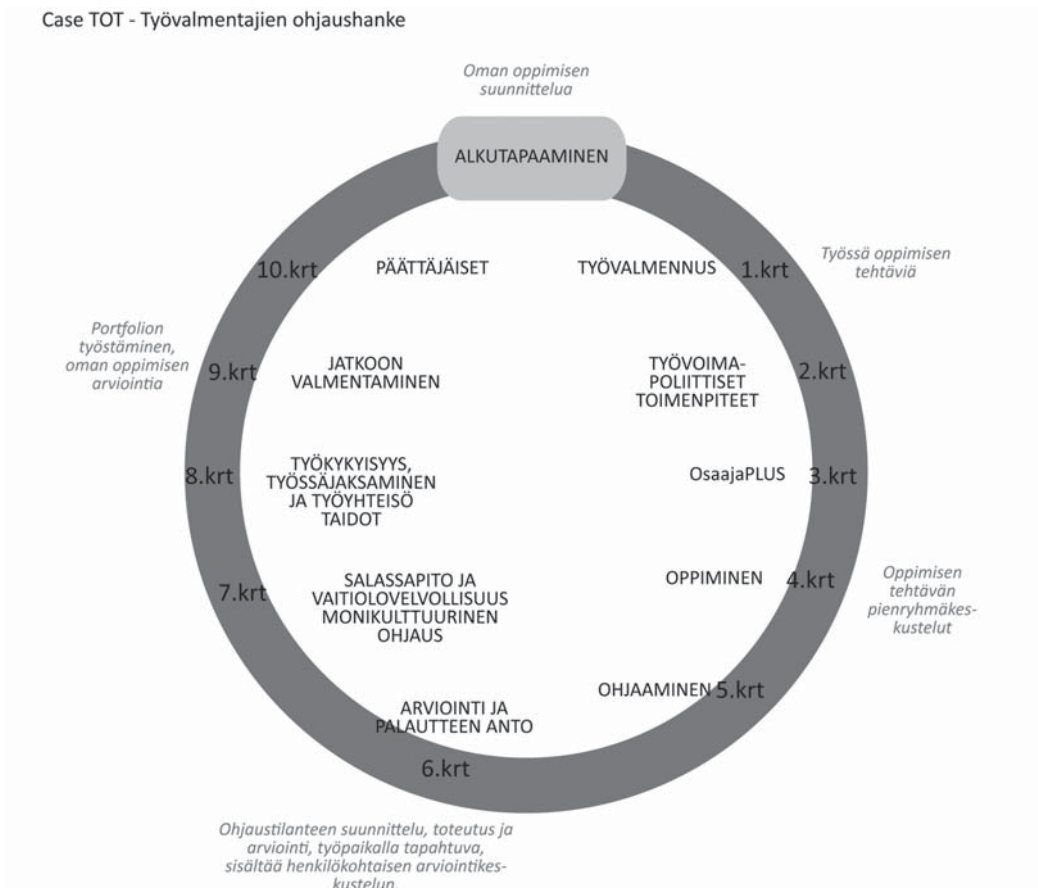 Case TOT - Työvalmentajien ohjaushanke
Oman oppimisen
suunnittelua
ALKUTAPAAMINEN
TYÖVALMENNUS
1.krt
Työssä oppimisen
tehtäviä
TYÖVOIMA-
POLIITTISET
TOIMENPITEET
2.krt
OsaajaPLUS
3.krt
OPPIMINEN
4.krt
Oppimisen
tehtävän
pienryhmäkes-
kustelut
OHJAAMINEN
5.krt
ARVIOINTI JA
PALAUTTEEN ANTO
6.krt
Ohjaustilanteen suunnittelu, toteutus ja
arviointi, työpaikalla tapahtuva,
sisältää henkilökohtaisen arviointikes-
kustelun.
SALASSAPITO JA
VAITIOLOVELVOLLISUUS
MONIKULTTUURINEN
OHJAUS
7.krt
TYÖKYKYISYYS,
TYÖSSÄJAKSAMINEN
JA TYÖYHTEISÖ
TAIDOT
8.krt
JATKOON
VALMENTAMINEN
9.krt
Portfolion
työstäminen,
oman oppimisen
arviointia
PÄÄTTÄJÄISET
10.krt